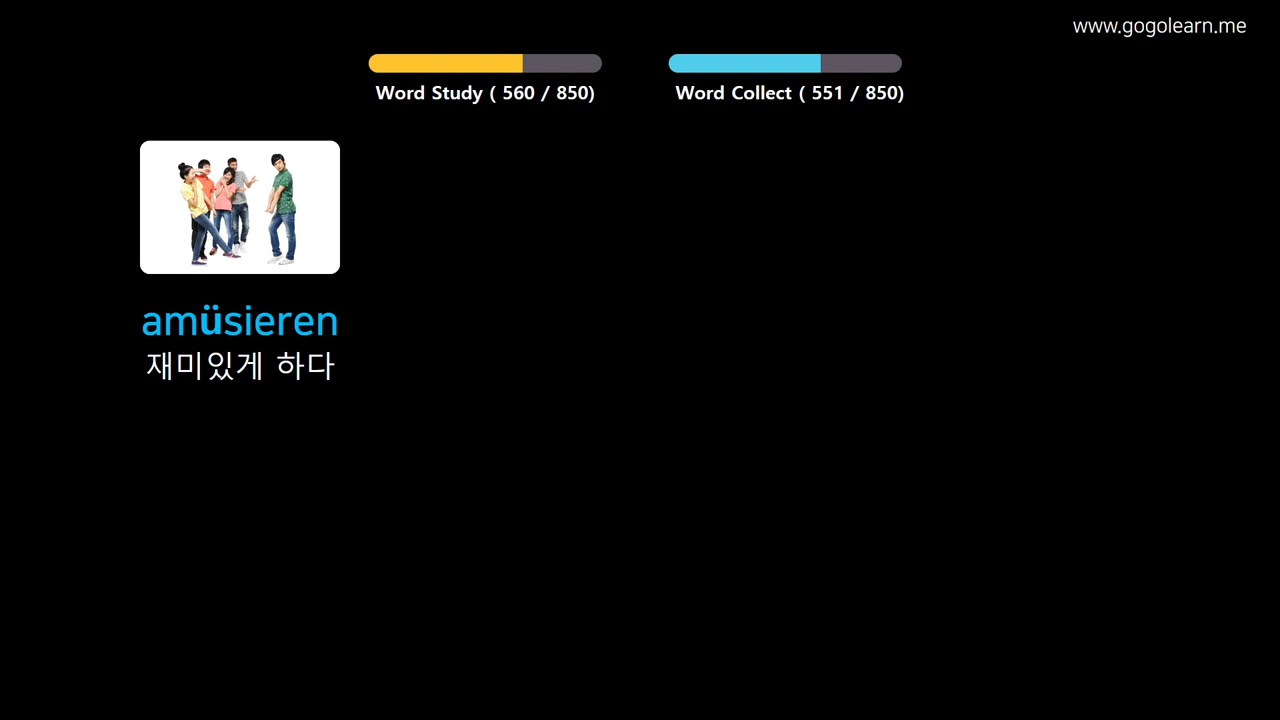 www.gogolearn.me
Word Study ( 560 / 850)
Word Collect ( 551 / 850)
amüsieren
재미있게 하다